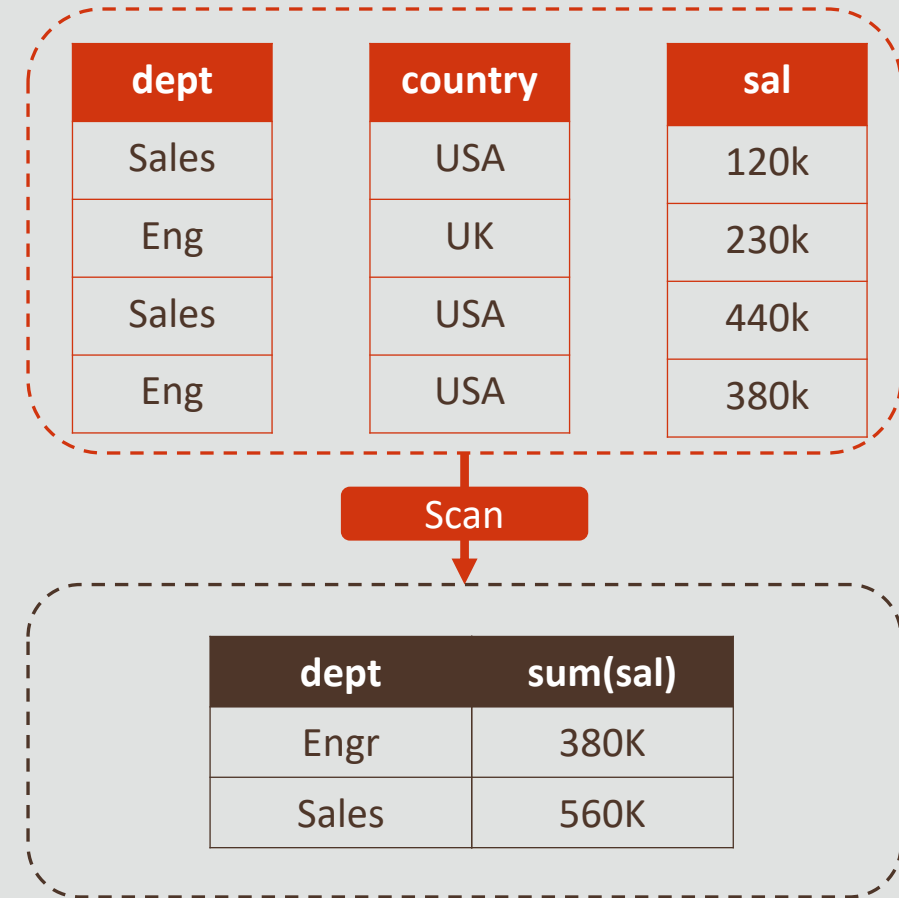 dept country sal
Sales USA 120k
Eng UK 230k
Sales USA 440k
Eng USA 380k
Scan
dept sum(sal)
Engr 380K
Sales 560K